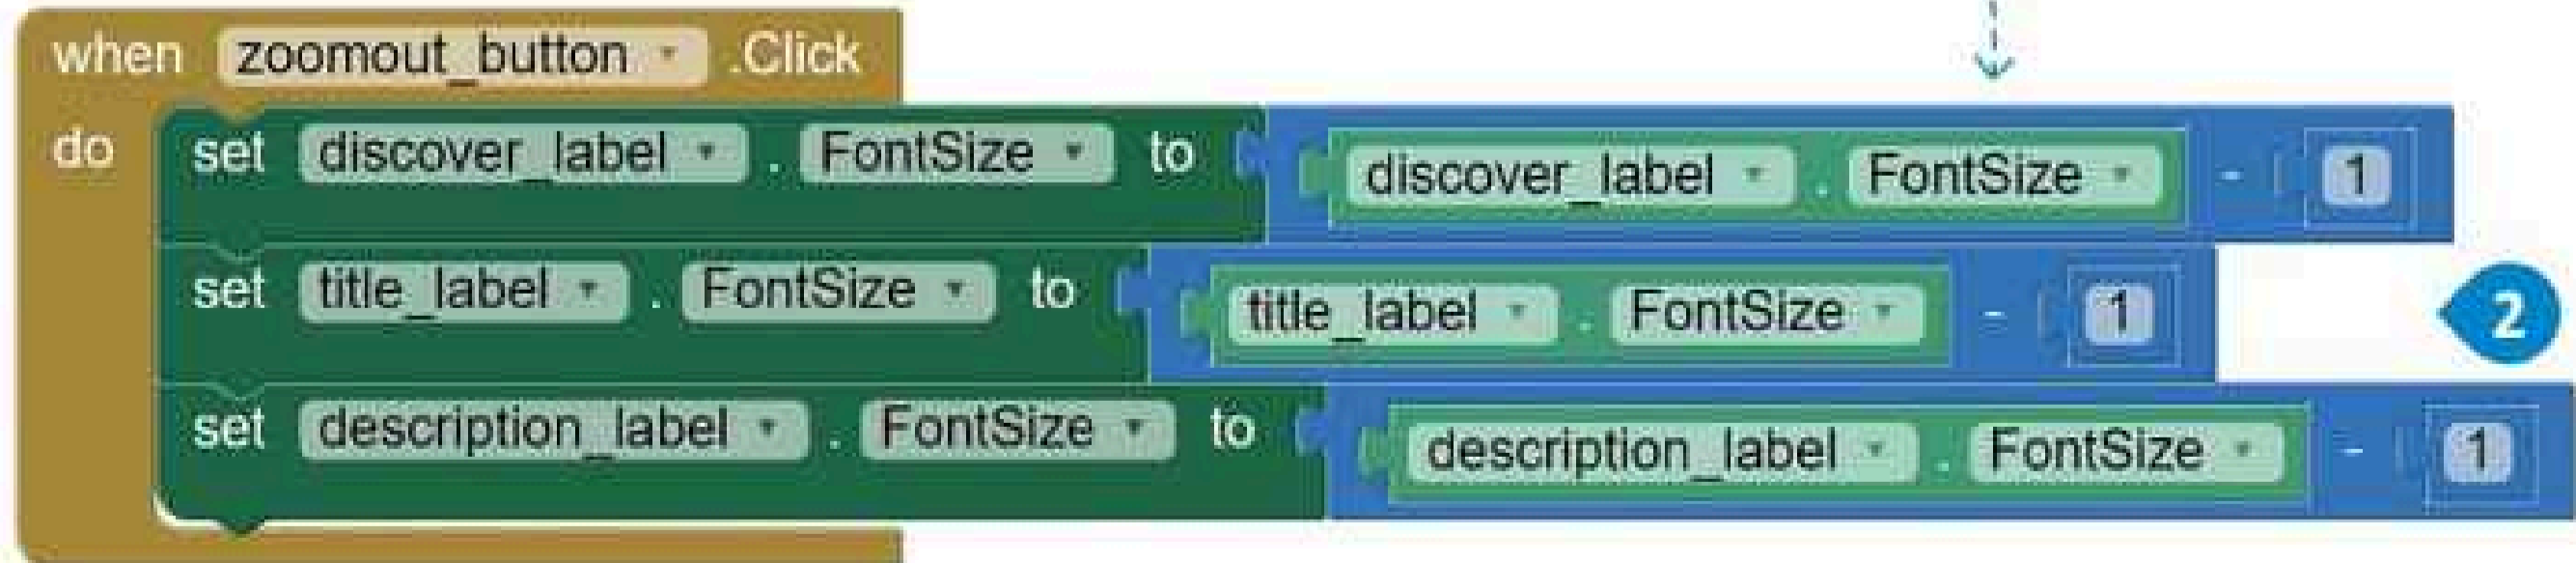 when zoomout_button .Click
do set discover_label . FontSize to discover_label . FontSize - 1
set title_label . FontSize to title_label . FontSize - 1
2
set description_label . FontSize to description_label . FontSize - 1